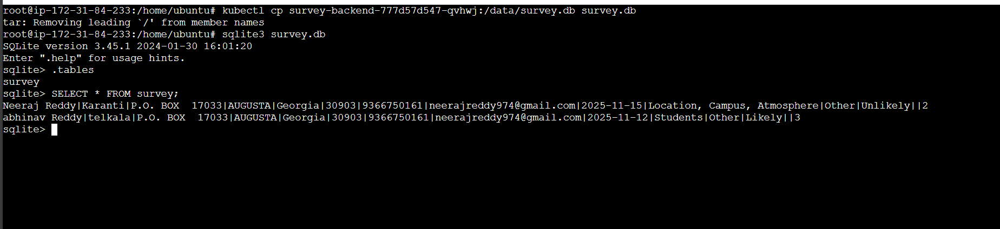 root@ip-172-31-84-233:/home/ubuntu# kubectl cp survey-backend-777d57d547-qvhwj:/data/survey.db survey.db
tar: Removing leading `/' from member names
root@ip-172-31-84-233:/home/ubuntu# sqlite3 survey.db
SQLite version 3.45.1 2024-01-30 16:01:20
Enter ".help" for usage hints.
sqlite> .tables
survey
sqlite> SELECT * FROM survey;
Neeraj Reddy|Karanti|P.O. BOX  17033|AUGUSTA|Georgia|30903|9366750161|neerajreddy974@gmail.com|2025-11-15|Location, Campus, Atmosphere|Other|Unlikely||2
abhinav Reddy|telkala|P.O. BOX  17033|AUGUSTA|Georgia|30903|9366750161|neerajreddy974@gmail.com|2025-11-12|Students|Other|Likely||3
sqlite>